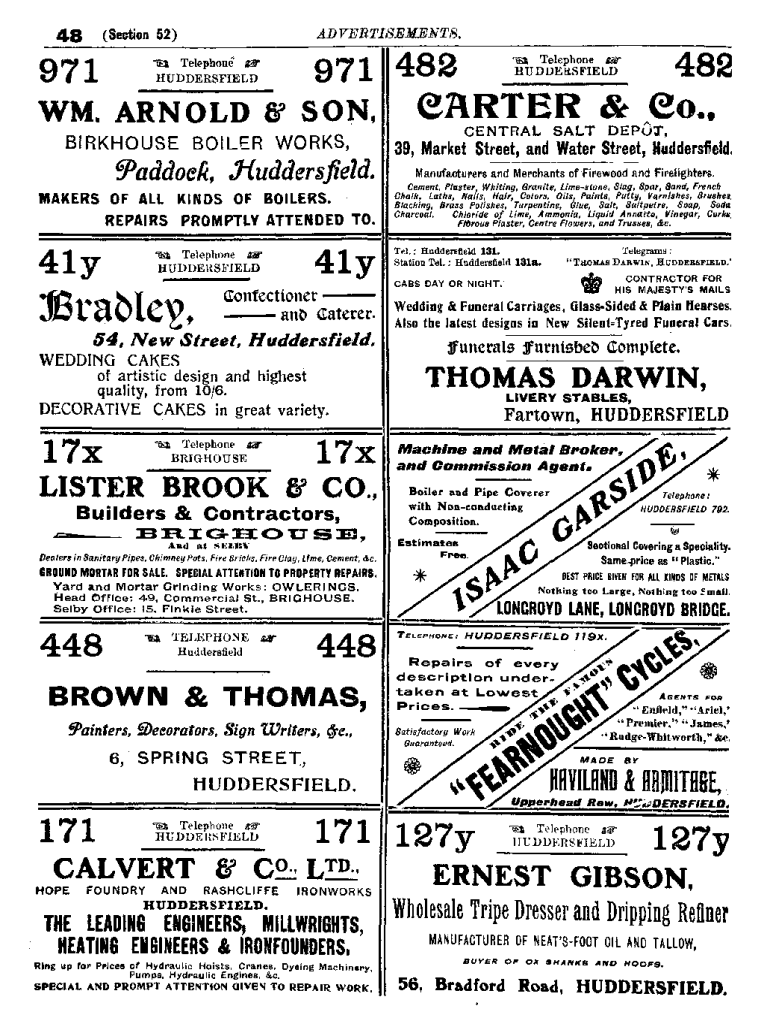 48 (Section 52) ADVERTISEMENTS.
971 Telephone HUDDERSFIELD 971
WM. ARNOLD & SON,
BIRKHOUSE BOILER WORKS,
Paddock, Huddersfield.
MAKERS OF ALL KINDS OF BOILERS.
REPAIRS PROMPTLY ATTENDED TO.
41y Telephone HUDDERSFIELD 41y
Bradley, Confectioner
and Caterer.
54, New Street, Huddersfield.
WEDDING CAKES
of artistic design and highest
quality, from 10/6.
DECORATIVE CAKES in great variety.
17x Telephone BRIGHOUSE 17x
LISTER BROOK & CO.,
Builders & Contractors,
BRIGHOUSE,
And at SELBY
Dealers in Sanitary Pipes, Chimney Pots, Fire Bricks, Fire Clay, Lime, Cement, &c.
GROUND MORTAR FOR SALE. SPECIAL ATTENTION TO PROPERTY REPAIRS.
Yard and Mortar Grinding Works: OWLERINGS.
Head Office: 49, Commercial St., BRIGHOUSE.
Selby Office: 15, Finkle Street.
448 TELEPHONE Huddersfield 448
BROWN & THOMAS,
Painters, Decorators, Sign Writers, &c.,
6, SPRING STREET,
HUDDERSFIELD.
171 Telephone HUDDERSFIELD 171
CALVERT & Co., LTD.,
HOPE FOUNDRY AND RASHCLIFFE IRONWORKS
HUDDERSFIELD.
THE LEADING ENGINEERS, MILLWRIGHTS,
HEATING ENGINEERS & IRONFOUNDERS,
Ring up for Prices of Hydraulic Hoists, Cranes, Dyeing Machinery,
Pumps, Hydraulic Engines, &c.
SPECIAL AND PROMPT ATTENTION GIVEN TO REPAIR WORK.
482 Telephone HUDDERSFIELD 482
CARTER & Co.,
CENTRAL SALT DEPÔT,
39, Market Street, and Water Street, Huddersfield.
Manufacturers and Merchants of Firewood and Firelighters.
Cement, Plaster, Whiting, Granite, Lime-stone, Slag, Spar, Sand, French
Chalk, Laths, Nails, Hair, Colors, Oils, Paints, Putty, Varnishes, Brushes,
Blacking, Brass Polishes, Turpentine, Glue, Salt, Saltpetre, Soap, Soda
Charcoal. Chloride of Lime, Ammonia, Liquid Annatto, Vinegar, Curks,
Fibrous Plaster, Centre Flowers, and Trusses, &c.
Tel.: Huddersfield 131. Telegrams:
Station Tel.: Huddersfield 131a. "THOMAS DARWIN, HUDDERSFIELD."
CABS DAY OR NIGHT. CONTRACTOR FOR
HIS MAJESTY'S MAILS
Wedding & Funeral Carriages, Glass-Sided & Plain Hearses.
Also the latest designs in New Silent-Tyred Funeral Cars.
Funerals Furnished Complete.
THOMAS DARWIN,
LIVERY STABLES,
Fartown, HUDDERSFIELD
Machine and Metal Broker,
and Commission Agent.
Boiler and Pipe Coverer
with Non-conducting
Composition.
Estimates
Free.
ISAAC GARSIDE,
Telephone:
HUDDERSFIELD 792.
Sectional Covering a Speciality.
Same price as "Plastic."
BEST PRICE GIVEN FOR ALL KINDS OF METALS
Nothing too Large, Nothing too Small.
LONGROYD LANE, LONGROYD BRIDGE.
TELEPHONE: HUDDERSFIELD 119x.
Repairs of every
description under-
taken at Lowest
Prices.
Satisfactory Work
Guaranteed.
RIDE THE FAMOUS
"FEARNOUGHT" CYCLES,
AGENTS FOR
"Enfield," "Ariel,'
"Premier," "James,'
"Rudge-Whitworth," &c.
MADE BY
HAVILAND & ARMITAGE,
Upperhead Row, HUDDERSFIELD.
127y Telephone HUDDERSFIELD 127y
ERNEST GIBSON,
Wholesale Tripe Dresser and Dripping Refiner
MANUFACTURER OF NEAT'S-FOOT OIL AND TALLOW,
BUYER OF OX SHANKS AND HOOFS.
56, Bradford Road, HUDDERSFIELD.